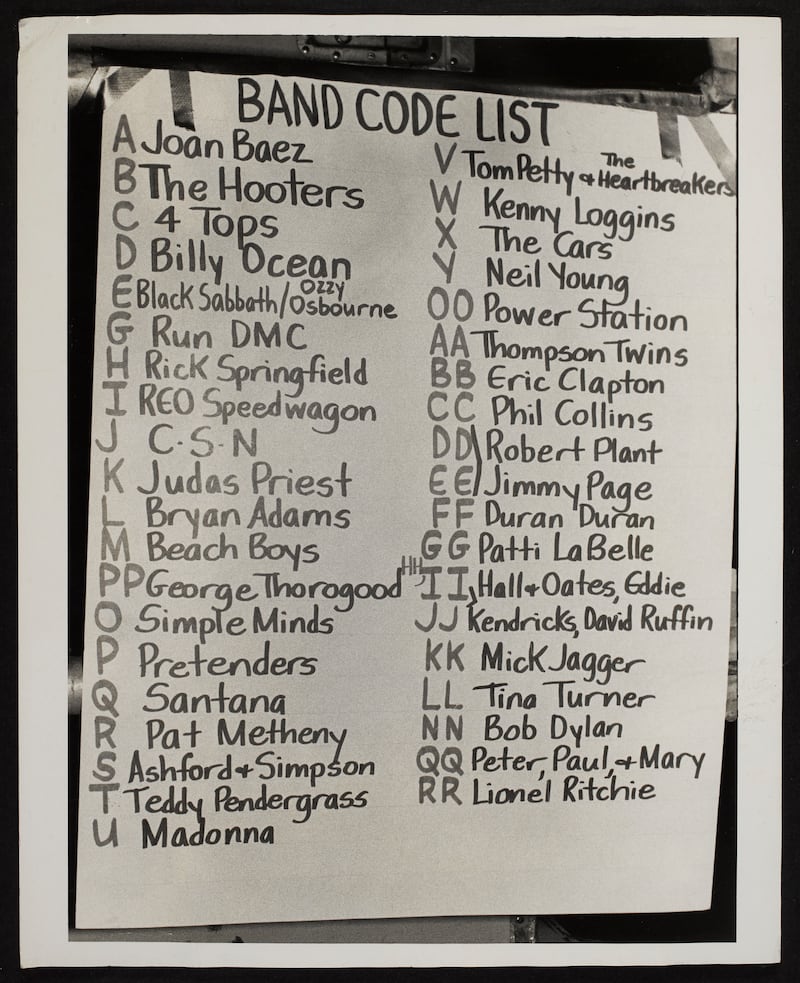 BAND CODE LIST
A Joan Baez
B The Hooters
C 4 Tops
D Billy Ocean
E Black Sabbath/Ozzy Osbourne
G Run DMC
H Rick Springfield
I REO Speedwagon
J C·S·N
K Judas Priest
L Bryan Adams
M Beach Boys
PP George Thorogood
O Simple Minds
P Pretenders
Q Santana
R Pat Metheny
S Ashford + Simpson
T Teddy Pendergrass
U Madonna
V Tom Petty + The Heartbreakers
W Kenny Loggins
X The Cars
Y Neil Young
OO Power Station
AA Thompson Twins
BB Eric Clapton
CC Phil Collins
DD Robert Plant
EE Jimmy Page
FF Duran Duran
GG Patti LaBelle
HH, II, Hall + Oates, Eddie
JJ Kendricks, David Ruffin
KK Mick Jagger
LL Tina Turner
NN Bob Dylan
QQ Peter, Paul, + Mary
RR Lionel Ritchie